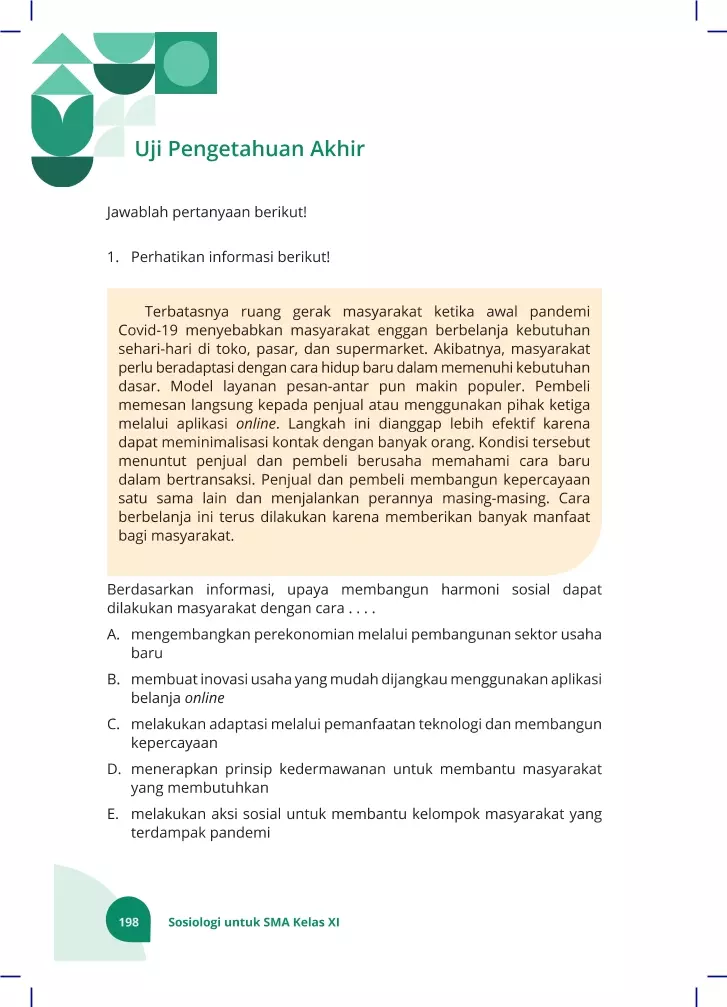 Uji Pengetahuan Akhir
Jawablah pertanyaan berikut!
1. Perhatikan informasi berikut!
Terbatasnya ruang gerak masyarakat ketika awal pandemi
Covid-19 menyebabkan masyarakat enggan berbelanja kebutuhan
sehari-hari di toko, pasar, dan supermarket. Akibatnya, masyarakat
perlu beradaptasi dengan cara hidup baru dalam memenuhi kebutuhan
dasar. Model layanan pesan-antar pun makin populer. Pembeli
memesan langsung kepada penjual atau menggunakan pihak ketiga
melalui aplikasi online. Langkah ini dianggap lebih efektif karena
dapat meminimalisasi kontak dengan banyak orang. Kondisi tersebut
menuntut penjual dan pembeli berusaha memahami cara baru
dalam bertransaksi. Penjual dan pembeli membangun kepercayaan
satu sama lain dan menjalankan perannya masing-masing. Cara
berbelanja ini terus dilakukan karena memberikan banyak manfaat
bagi masyarakat.
Berdasarkan informasi, upaya membangun harmoni sosial dapat
dilakukan masyarakat dengan cara . . . .
A. mengembangkan perekonomian melalui pembangunan sektor usaha
baru
B. membuat inovasi usaha yang mudah dijangkau menggunakan aplikasi
belanja online
C. melakukan adaptasi melalui pemanfaatan teknologi dan membangun
kepercayaan
D. menerapkan prinsip kedermawanan untuk membantu masyarakat
yang membutuhkan
E. melakukan aksi sosial untuk membantu kelompok masyarakat yang
terdampak pandemi
198 Sosiologi untuk SMA Kelas XI